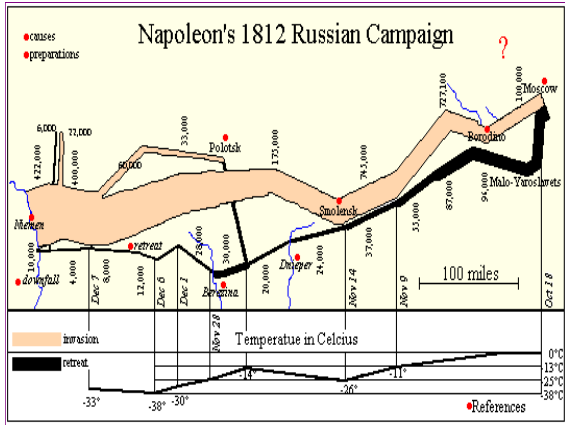 Napoleon's 1812 Russian Campaign
causes
preparations
?
Moscow
100,000
727,100
Borodino
6,000
22,000
422,000
400,000
60,000
33,000
Polotsk
175,000
745,000
Smolensk
Malo-Yaroslavets
96,000
87,000
55,000
37,000
24,000
20,000
30,000
28,000
12,000
8,000
4,000
10,000
Niemen
retreat
downfall
Beresina
Dnieper
100 miles
Dec 7
Dec 6
Dec 1
Nov 28
Nov 14
Nov 9
Oct 18
invasion
retreat
Temperatue in Celcius
0°C
-13°C
-25°C
-38°C
-33°
-38°
-30°
-14°
-26°
-11°
References